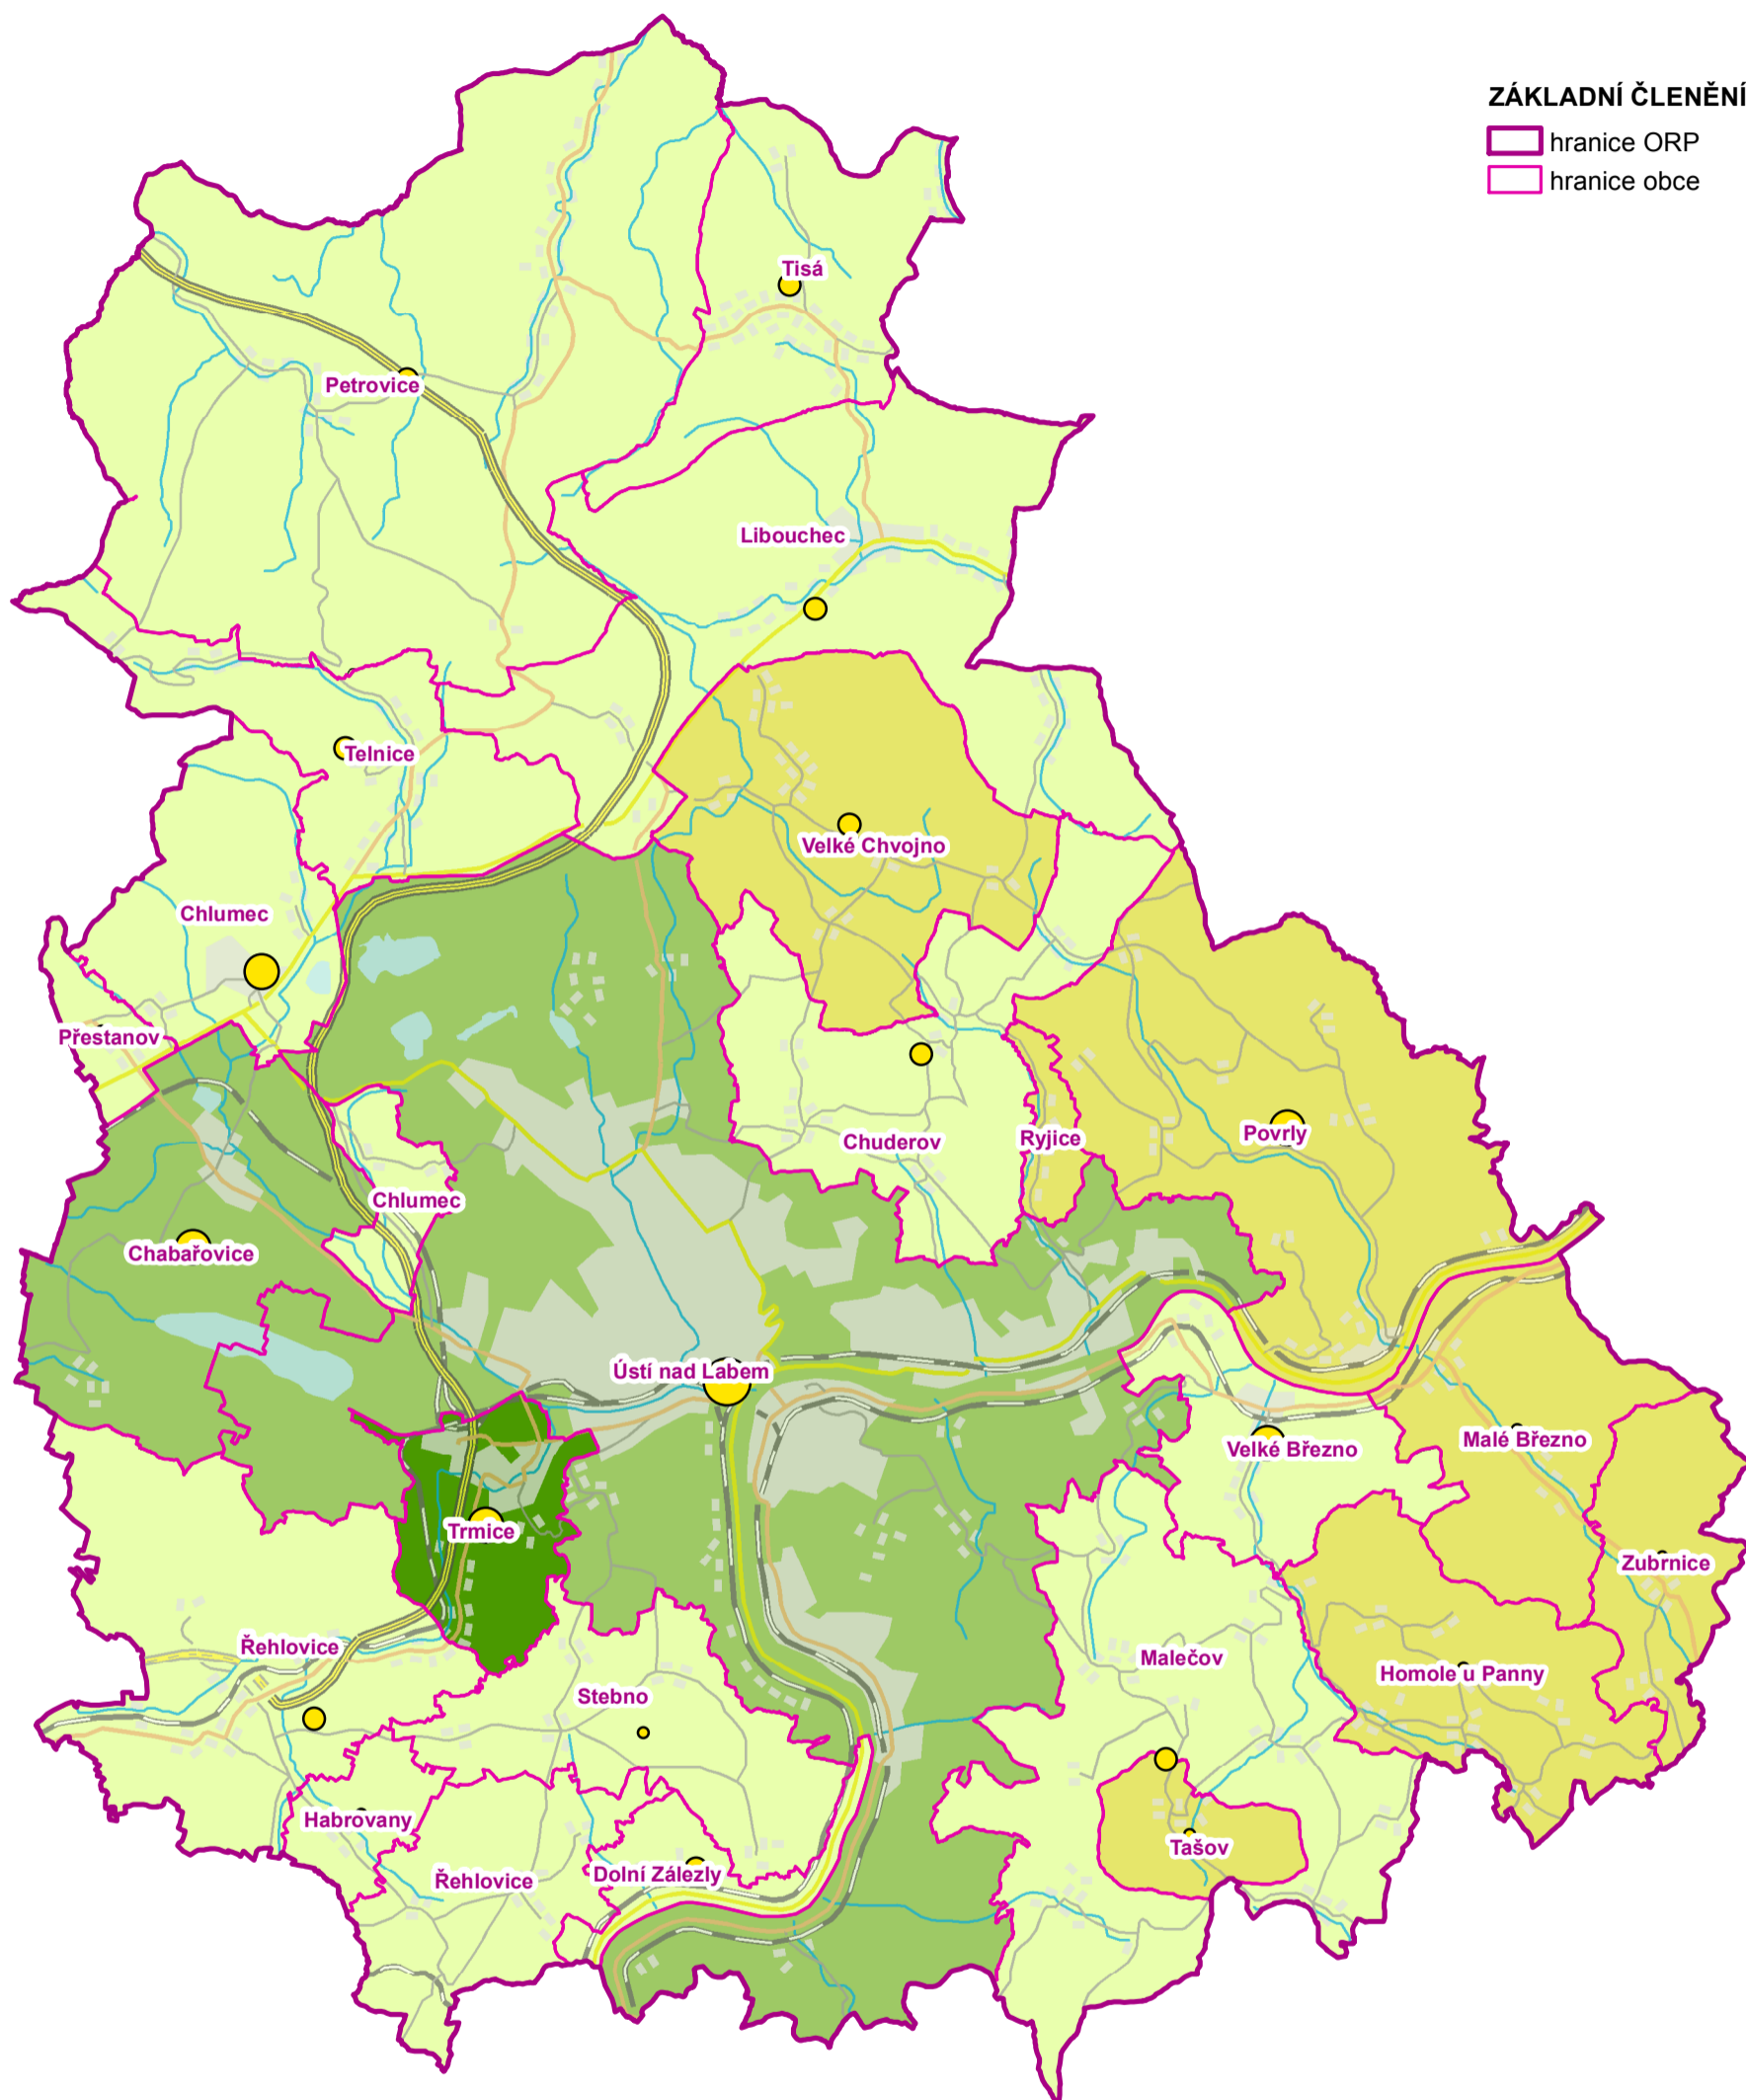 ZÁKLADNÍ ČLENĚNÍ
hranice ORP
hranice obce
Tisá
Petrovice
Libouchec
Telnice
Velké Chvojno
Chlumec
Přestanov
Chuderov
Ryjice
Povrly
Chlumec
Chabařovice
Ústí nad Labem
Velké Březno
Malé Březno
Trmice
Zubrnice
Řehlovice
Malečov
Homole u Panny
Stebno
Habrovany
Tašov
Řehlovice
Dolní Zálezly